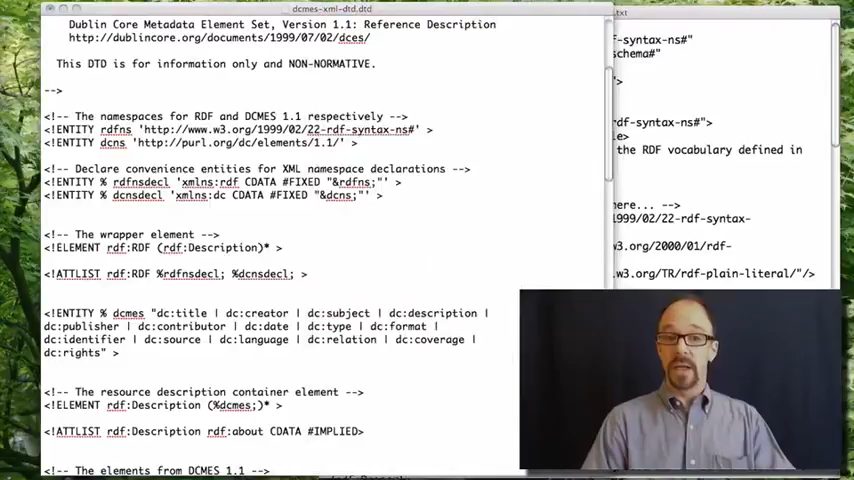 dcmes-xml-dtd.dtd
Dublin Core Metadata Element Set, Version 1.1: Reference Description
http://dublincore.org/documents/1999/07/02/dces/
This DTD is for information only and NON-NORMATIVE.
-->
<!-- The namespaces for RDF and DCMES 1.1 respectively -->
<!ENTITY rdfns 'http://www.w3.org/1999/02/22-rdf-syntax-ns#' >
<!ENTITY dcns 'http://purl.org/dc/elements/1.1/' >
<!-- Declare convenience entities for XML namespace declarations -->
<!ENTITY % rdfnsdecl 'xmlns:rdf CDATA #FIXED "&rdfns;"' >
<!ENTITY % dcnsdecl 'xmlns:dc CDATA #FIXED "&dcns;"' >
<!-- The wrapper element -->
<!ELEMENT rdf:RDF (rdf:Description)* >
<!ATTLIST rdf:RDF %rdfnsdecl; %dcnsdecl; >
<!ENTITY % dcmes "dc:title | dc:creator | dc:subject | dc:description |
dc:publisher | dc:contributor | dc:date | dc:type | dc:format |
dc:identifier | dc:source | dc:language | dc:relation | dc:coverage |
dc:rights" >
<!-- The resource description container element -->
<!ELEMENT rdf:Description (%dcmes;)* >
<!ATTLIST rdf:Description rdf:about CDATA #IMPLIED>
<!-- The elements from DCMES 1.1 -->
.txt
f-syntax-ns#"
schema#"
">
rdf-syntax-ns#">
le>
the RDF vocabulary defined in
here... -->
1999/02/22-rdf-syntax-
w3.org/2000/01/rdf-
.w3.org/TR/rdf-plain-literal/"/>